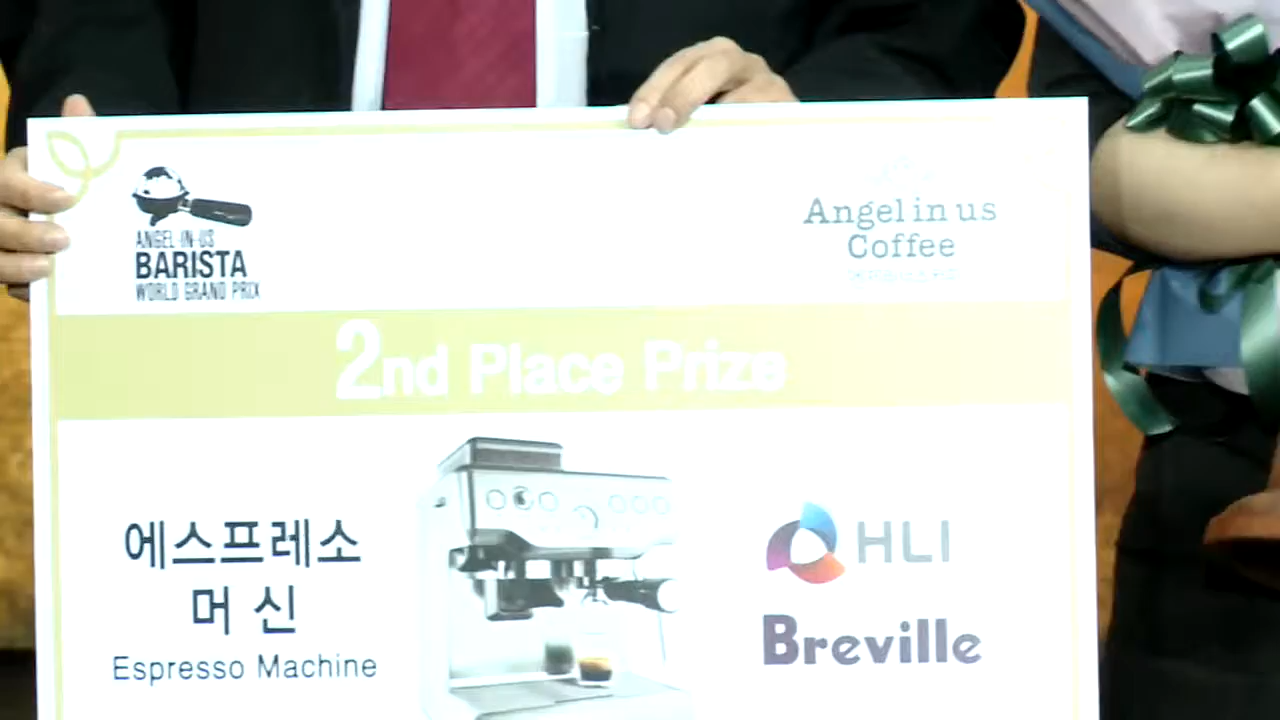 ANGEL-IN-US
BARISTA
WORLD GRAND PRIX
Angel in us
Coffee
2nd Place Prize
에스프레소
머 신
Espresso Machine
HLI
Breville